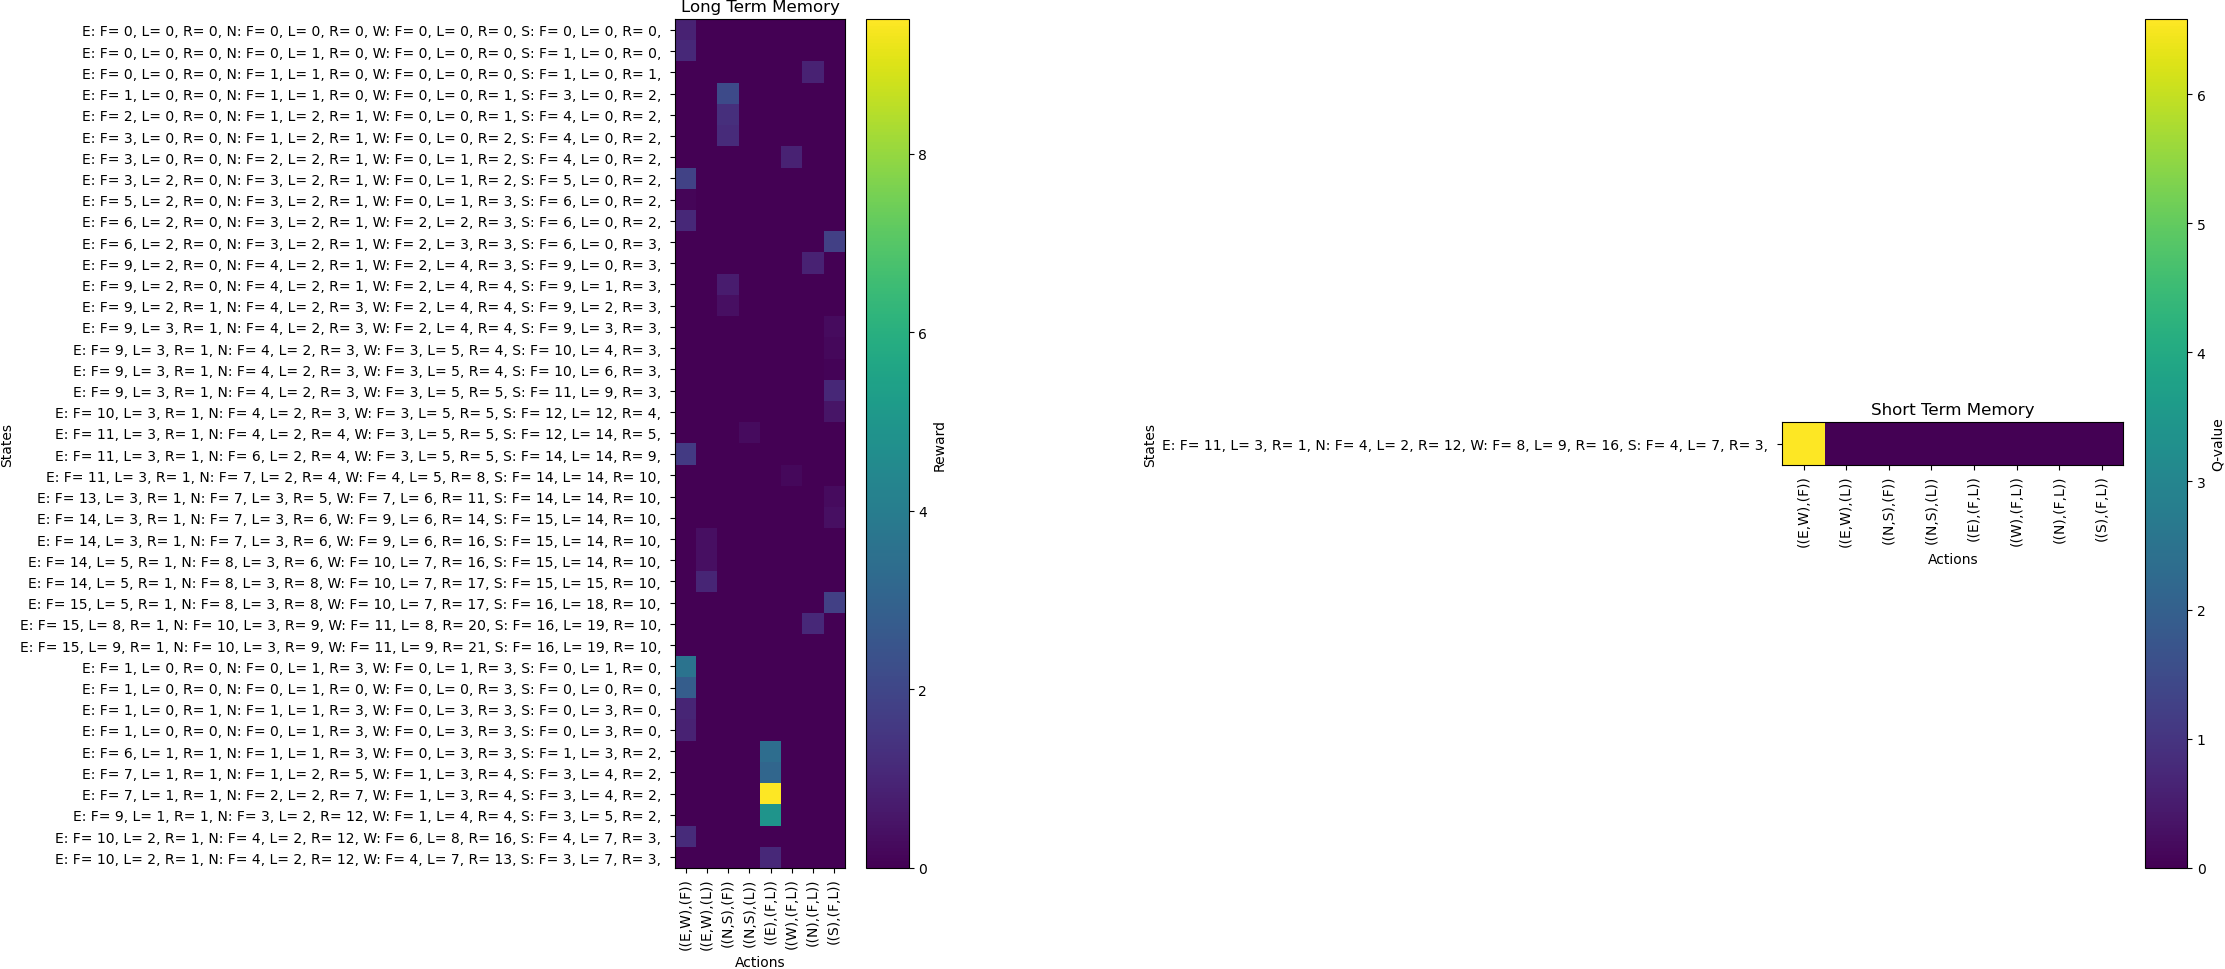 Long Term Memory
E: F= 0, L= 0, R= 0, N: F= 0, L= 0, R= 0, W: F= 0, L= 0, R= 0, S: F= 0, L= 0, R= 0,
E: F= 0, L= 0, R= 0, N: F= 0, L= 1, R= 0, W: F= 0, L= 0, R= 0, S: F= 1, L= 0, R= 0,
E: F= 0, L= 0, R= 0, N: F= 1, L= 1, R= 0, W: F= 0, L= 0, R= 0, S: F= 1, L= 0, R= 1,
E: F= 1, L= 0, R= 0, N: F= 1, L= 1, R= 0, W: F= 0, L= 0, R= 1, S: F= 3, L= 0, R= 2,
E: F= 2, L= 0, R= 0, N: F= 1, L= 2, R= 1, W: F= 0, L= 0, R= 1, S: F= 4, L= 0, R= 2,
E: F= 3, L= 0, R= 0, N: F= 1, L= 2, R= 1, W: F= 0, L= 0, R= 2, S: F= 4, L= 0, R= 2,
E: F= 3, L= 0, R= 0, N: F= 2, L= 2, R= 1, W: F= 0, L= 1, R= 2, S: F= 4, L= 0, R= 2,
E: F= 3, L= 2, R= 0, N: F= 3, L= 2, R= 1, W: F= 0, L= 1, R= 2, S: F= 5, L= 0, R= 2,
E: F= 5, L= 2, R= 0, N: F= 3, L= 2, R= 1, W: F= 0, L= 1, R= 3, S: F= 6, L= 0, R= 2,
E: F= 6, L= 2, R= 0, N: F= 3, L= 2, R= 1, W: F= 2, L= 2, R= 3, S: F= 6, L= 0, R= 2,
E: F= 6, L= 2, R= 0, N: F= 3, L= 2, R= 1, W: F= 2, L= 3, R= 3, S: F= 6, L= 0, R= 3,
E: F= 9, L= 2, R= 0, N: F= 4, L= 2, R= 1, W: F= 2, L= 4, R= 3, S: F= 9, L= 0, R= 3,
E: F= 9, L= 2, R= 0, N: F= 4, L= 2, R= 1, W: F= 2, L= 4, R= 4, S: F= 9, L= 1, R= 3,
E: F= 9, L= 2, R= 1, N: F= 4, L= 2, R= 3, W: F= 2, L= 4, R= 4, S: F= 9, L= 2, R= 3,
E: F= 9, L= 3, R= 1, N: F= 4, L= 2, R= 3, W: F= 2, L= 4, R= 4, S: F= 9, L= 3, R= 3,
E: F= 9, L= 3, R= 1, N: F= 4, L= 2, R= 3, W: F= 3, L= 5, R= 4, S: F= 10, L= 4, R= 3,
E: F= 9, L= 3, R= 1, N: F= 4, L= 2, R= 3, W: F= 3, L= 5, R= 4, S: F= 10, L= 6, R= 3,
E: F= 9, L= 3, R= 1, N: F= 4, L= 2, R= 3, W: F= 3, L= 5, R= 5, S: F= 11, L= 9, R= 3,
E: F= 10, L= 3, R= 1, N: F= 4, L= 2, R= 3, W: F= 3, L= 5, R= 5, S: F= 12, L= 12, R= 4,
E: F= 11, L= 3, R= 1, N: F= 4, L= 2, R= 4, W: F= 3, L= 5, R= 5, S: F= 12, L= 14, R= 5,
E: F= 11, L= 3, R= 1, N: F= 6, L= 2, R= 4, W: F= 3, L= 5, R= 5, S: F= 14, L= 14, R= 9,
E: F= 11, L= 3, R= 1, N: F= 7, L= 2, R= 4, W: F= 4, L= 5, R= 8, S: F= 14, L= 14, R= 10,
E: F= 13, L= 3, R= 1, N: F= 7, L= 3, R= 5, W: F= 7, L= 6, R= 11, S: F= 14, L= 14, R= 10,
E: F= 14, L= 3, R= 1, N: F= 7, L= 3, R= 6, W: F= 9, L= 6, R= 14, S: F= 15, L= 14, R= 10,
E: F= 14, L= 3, R= 1, N: F= 7, L= 3, R= 6, W: F= 9, L= 6, R= 16, S: F= 15, L= 14, R= 10,
E: F= 14, L= 5, R= 1, N: F= 8, L= 3, R= 6, W: F= 10, L= 7, R= 16, S: F= 15, L= 14, R= 10,
E: F= 14, L= 5, R= 1, N: F= 8, L= 3, R= 8, W: F= 10, L= 7, R= 17, S: F= 15, L= 15, R= 10,
E: F= 15, L= 5, R= 1, N: F= 8, L= 3, R= 8, W: F= 10, L= 7, R= 17, S: F= 16, L= 18, R= 10,
E: F= 15, L= 8, R= 1, N: F= 10, L= 3, R= 9, W: F= 11, L= 8, R= 20, S: F= 16, L= 19, R= 10,
E: F= 15, L= 9, R= 1, N: F= 10, L= 3, R= 9, W: F= 11, L= 9, R= 21, S: F= 16, L= 19, R= 10,
E: F= 1, L= 0, R= 0, N: F= 0, L= 1, R= 3, W: F= 0, L= 1, R= 3, S: F= 0, L= 1, R= 0,
E: F= 1, L= 0, R= 0, N: F= 0, L= 1, R= 0, W: F= 0, L= 0, R= 3, S: F= 0, L= 0, R= 0,
E: F= 1, L= 0, R= 1, N: F= 1, L= 1, R= 3, W: F= 0, L= 3, R= 3, S: F= 0, L= 3, R= 0,
E: F= 1, L= 0, R= 0, N: F= 0, L= 1, R= 3, W: F= 0, L= 3, R= 3, S: F= 0, L= 3, R= 0,
E: F= 6, L= 1, R= 1, N: F= 1, L= 1, R= 3, W: F= 0, L= 3, R= 3, S: F= 1, L= 3, R= 2,
E: F= 7, L= 1, R= 1, N: F= 1, L= 2, R= 5, W: F= 1, L= 3, R= 4, S: F= 3, L= 4, R= 2,
E: F= 7, L= 1, R= 1, N: F= 2, L= 2, R= 7, W: F= 1, L= 3, R= 4, S: F= 3, L= 4, R= 2,
E: F= 9, L= 1, R= 1, N: F= 3, L= 2, R= 12, W: F= 1, L= 4, R= 4, S: F= 3, L= 5, R= 2,
E: F= 10, L= 2, R= 1, N: F= 4, L= 2, R= 12, W: F= 6, L= 8, R= 16, S: F= 4, L= 7, R= 3,
E: F= 10, L= 2, R= 1, N: F= 4, L= 2, R= 12, W: F= 4, L= 7, R= 13, S: F= 3, L= 7, R= 3,
States
((E,W),(F))
((E,W),(L))
((N,S),(F))
((N,S),(L))
((E),(F,L))
((W),(F,L))
((N),(F,L))
((S),(F,L))
Actions
8
6
4
2
0
Reward
Short Term Memory
States
E: F= 11, L= 3, R= 1, N: F= 4, L= 2, R= 12, W: F= 8, L= 9, R= 16, S: F= 4, L= 7, R= 3,
((E,W),(F))
((E,W),(L))
((N,S),(F))
((N,S),(L))
((E),(F,L))
((W),(F,L))
((N),(F,L))
((S),(F,L))
Actions
6
5
4
3
2
1
0
Q-value